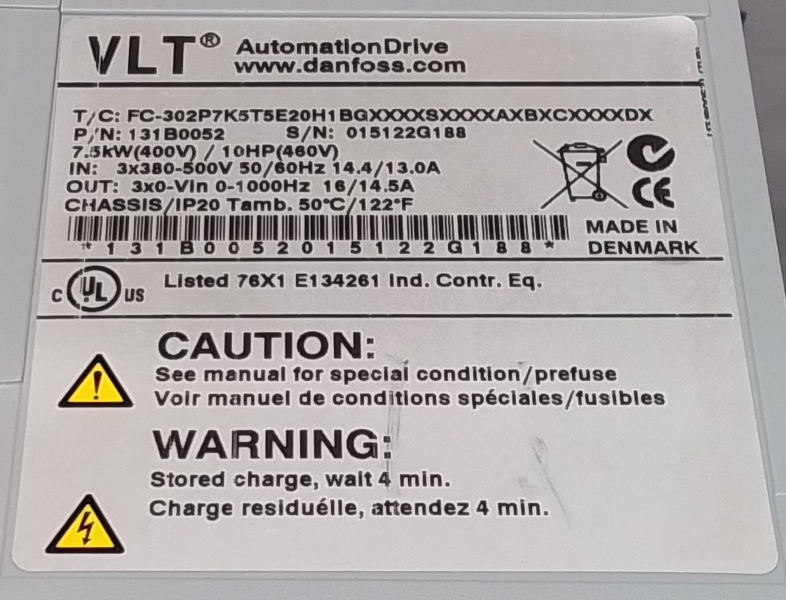 VLT® AutomationDrive
www.danfoss.com
T/C: FC-302P7K5T5E20H1BGXXXXSXXXXAXBXCXXXXDX
P/N: 131B0052 S/N: 015122G188
7.5kW(400V) / 10HP(460V)
IN: 3x380-500V 50/60Hz 14.4/13.0A
OUT: 3x0-Vin 0-1000Hz 16/14.5A
CHASSIS/IP20 Tamb. 50°C/122°F
CE
*131B0052015122G188*
MADE IN
DENMARK
C UL US Listed 76X1 E134261 Ind. Contr. Eq.
CAUTION:
See manual for special condition/prefuse
Voir manuel de conditions spéciales/fusibles
WARNING:
Stored charge, wait 4 min.
Charge residuélle, attendez 4 min.